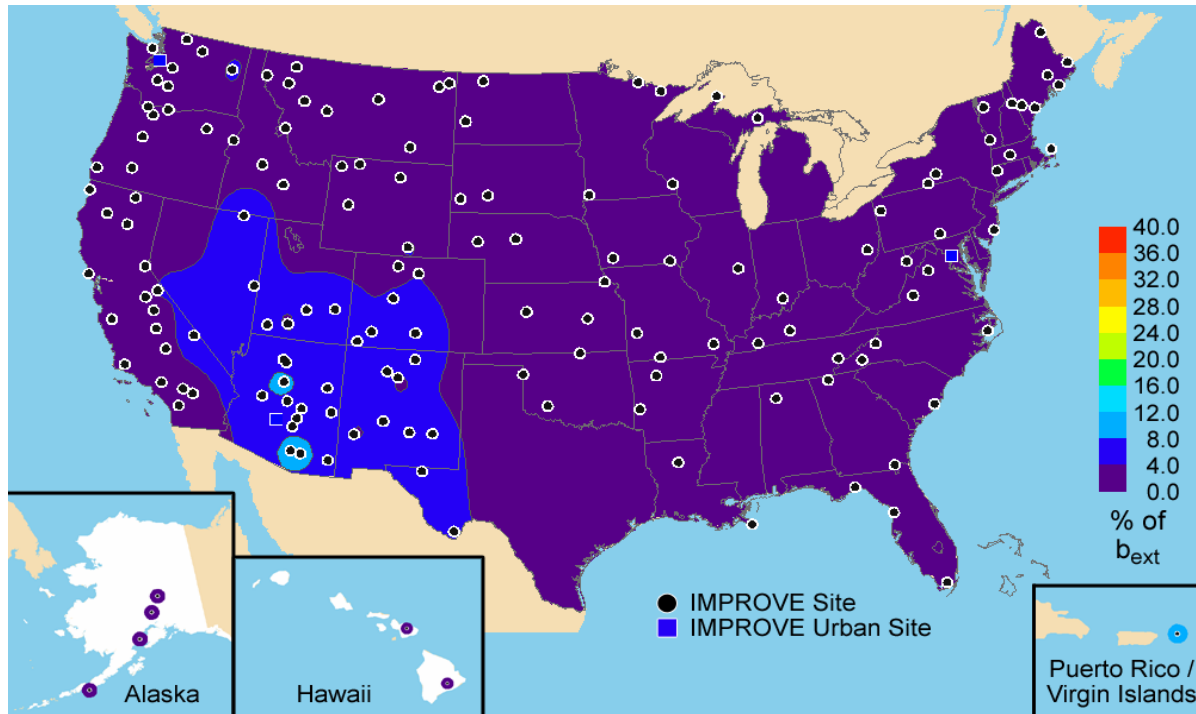 40.0
36.0
32.0
28.0
24.0
20.0
16.0
12.0
8.0
4.0
0.0
% of
bext
IMPROVE Site
IMPROVE Urban Site
Alaska
Hawaii
Puerto Rico /
Virgin Islands